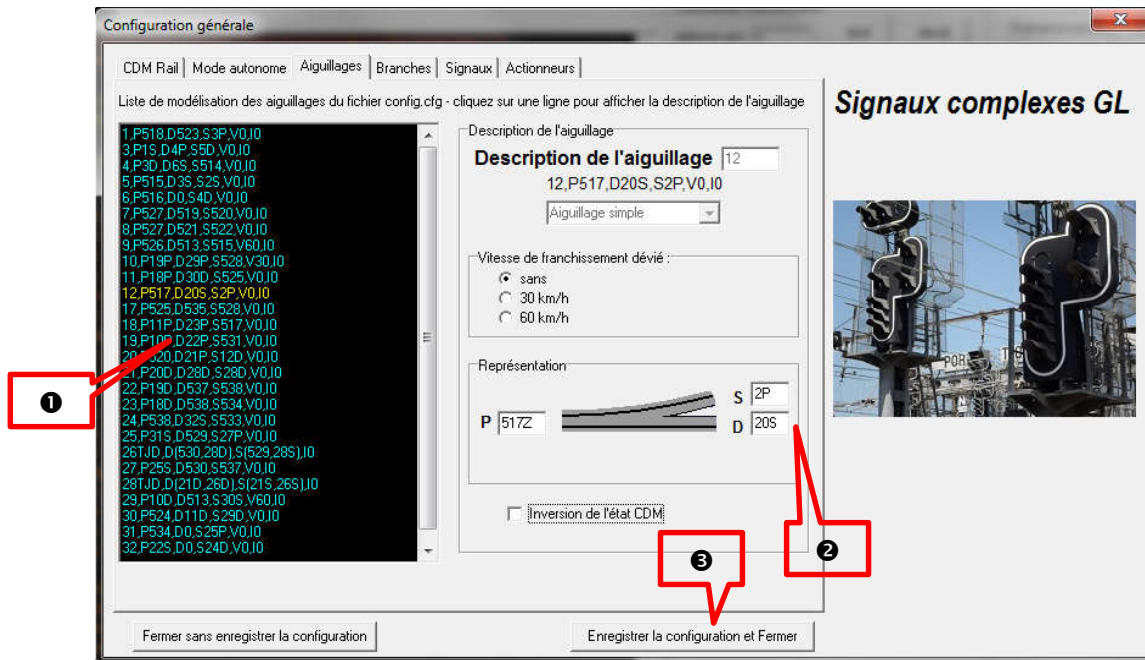 Configuration générale
CDM Rail Mode autonome Aiguillages Branches Signaux Actionneurs
Liste de modélisation des aiguillages du fichier config.cfg - cliquez sur une ligne pour afficher la description de l'aiguillage
Signaux complexes GL
1,P518,D523,S3P,V0,I0
3,P1S,D4P,S5D,V0,I0
4,P3D,D6S,S514,V0,I0
5,P515,D3S,S2S,V0,I0
6,P516,D0,S4D,V0,I0
7,P527,D519,S520,V0,I0
8,P527,D521,S522,V0,I0
9,P526,D513,S515,V60,I0
10,P19P,D29P,S528,V30,I0
11,P18P,D30D,S525,V0,I0
12,P517,D20S,S2P,V0,I0
17,P525,D535,S528,V0,I0
18,P11P,D23P,S517,V0,I0
19,P10P,D22P,S531,V0,I0
20,P520,D21P,S12D,V0,I0
21,P20D,D28D,S28D,V0,I0
22,P19D,D537,S538,V0,I0
23,P18D,D538,S534,V0,I0
24,P538,D32S,S533,V0,I0
25,P31S,D529,S27P,V0,I0
26TJD,D(530,28D),S(529,28S),I0
27,P25S,D530,S537,V0,I0
28TJD,D(21D,26D),S(21S,26S),I0
29,P10D,D513,S30S,V60,I0
30,P524,D11D,S29D,V0,I0
31,P534,D0,S25P,V0,I0
32,P22S,D0,S24D,V0,I0
Description de l'aiguillage
Description de l'aiguillage 12
12,P517,D20S,S2P,V0,I0
Aiguillage simple
Vitesse de franchissement dévié :
sans
30 km/h
60 km/h
Représentation
S 2P
P 517Z
D 20S
Inversion de l'état CDM
❶
❷
❸
Fermer sans enregistrer la configuration
Enregistrer la configuration et Fermer